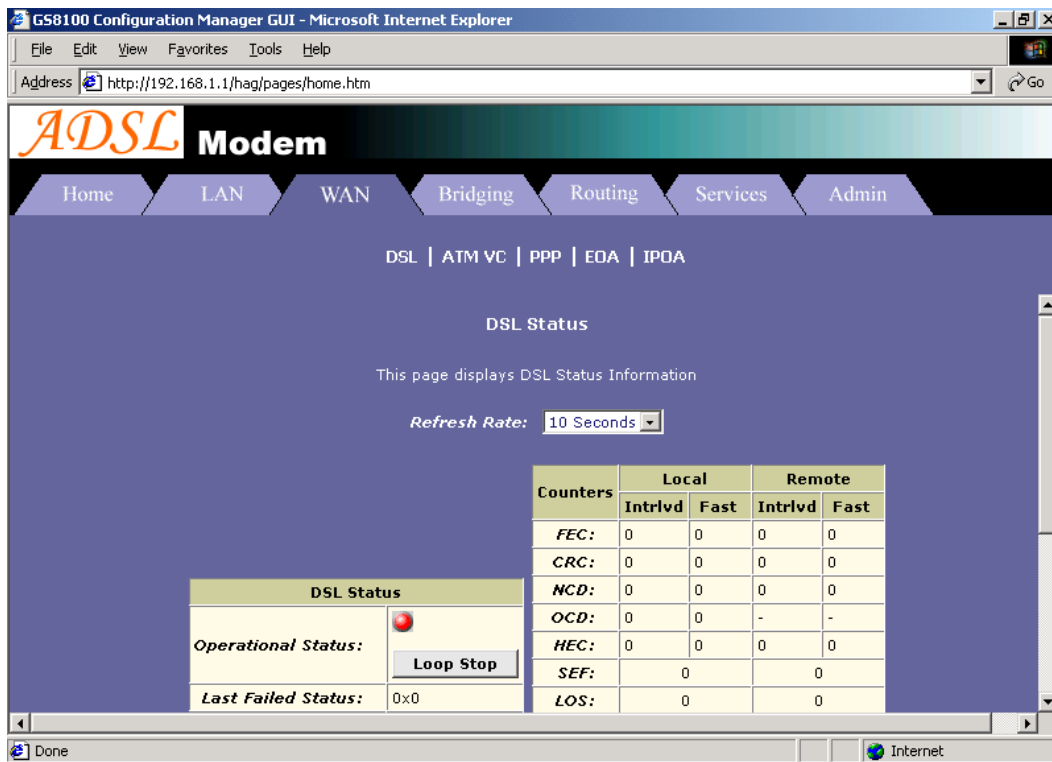 GS8100 Configuration Manager GUI - Microsoft Internet Explorer
File Edit View Favorites Tools Help
Address http://192.168.1.1/hag/pages/home.htm Go
ADSL Modem
Home LAN WAN Bridging Routing Services Admin
DSL | ATM VC | PPP | EOA | IPOA
DSL Status
This page displays DSL Status Information
Refresh Rate: 10 Seconds
Counters Local Remote
Intrlvd Fast Intrlvd Fast
FEC: 0 0 0 0
CRC: 0 0 0 0
NCD: 0 0 0 0
OCD: 0 0 - -
HEC: 0 0 0 0
SEF: 0 0
LOS: 0 0
DSL Status
Operational Status:
Loop Stop
Last Failed Status: 0x0
Done Internet